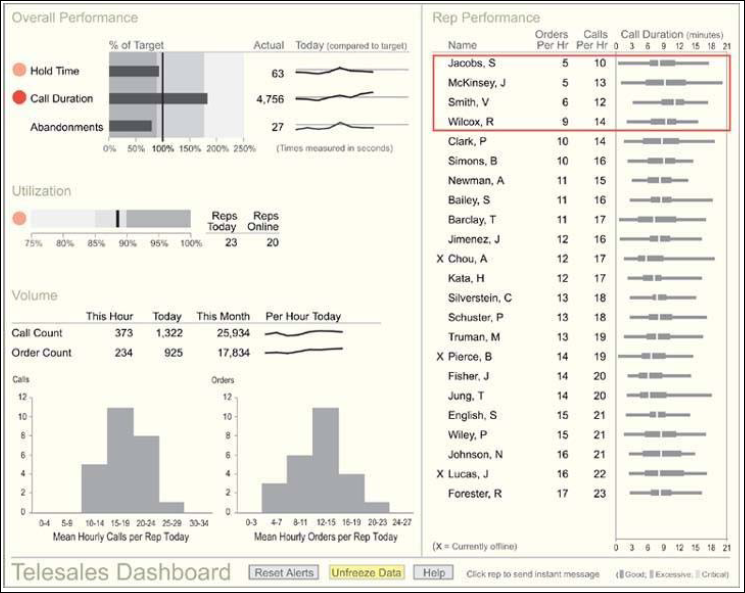 Overall Performance
% of Target Actual Today (compared to target)
Hold Time 63
Call Duration 4,756
Abandonments 27
0% 50% 100% 150% 200% 250% (Times measured in seconds)
Utilization
Reps Today Reps Online
75% 80% 85% 90% 95% 100% 23 20
Volume
This Hour Today This Month Per Hour Today
Call Count 373 1,322 25,934
Order Count 234 925 17,834
Calls
12
10
8
6
4
2
0
0-4 5-9 10-14 15-19 20-24 25-29 30-34
Mean Hourly Calls per Rep Today
Orders
12
10
8
6
4
2
0
0-3 4-7 8-11 12-15 16-19 20-23 24-27
Mean Hourly Orders per Rep Today
Rep Performance
Name Orders Per Hr Calls Per Hr Call Duration (minutes)
0 3 6 9 12 15 18 21
Jacobs, S 5 10
McKinsey, J 5 13
Smith, V 6 12
Wilcox, R 9 14
Clark, P 10 14
Simons, B 10 16
Newman, A 11 15
Bailey, S 11 16
Barclay, T 11 17
Jimenez, J 12 16
X Chou, A 12 17
Kata, H 12 17
Silverstein, C 13 18
Schuster, P 13 18
Truman, M 13 19
X Pierce, B 14 19
Fisher, J 14 20
Jung, T 14 20
English, S 15 21
Wiley, P 15 21
Johnson, N 16 21
X Lucas, J 16 22
Forester, R 17 23
(X = Currently offline) 0 3 6 9 12 15 18 21
Telesales Dashboard Reset Alerts Unfreeze Data Help Click rep to send instant message (Good, Excessive, Critical)